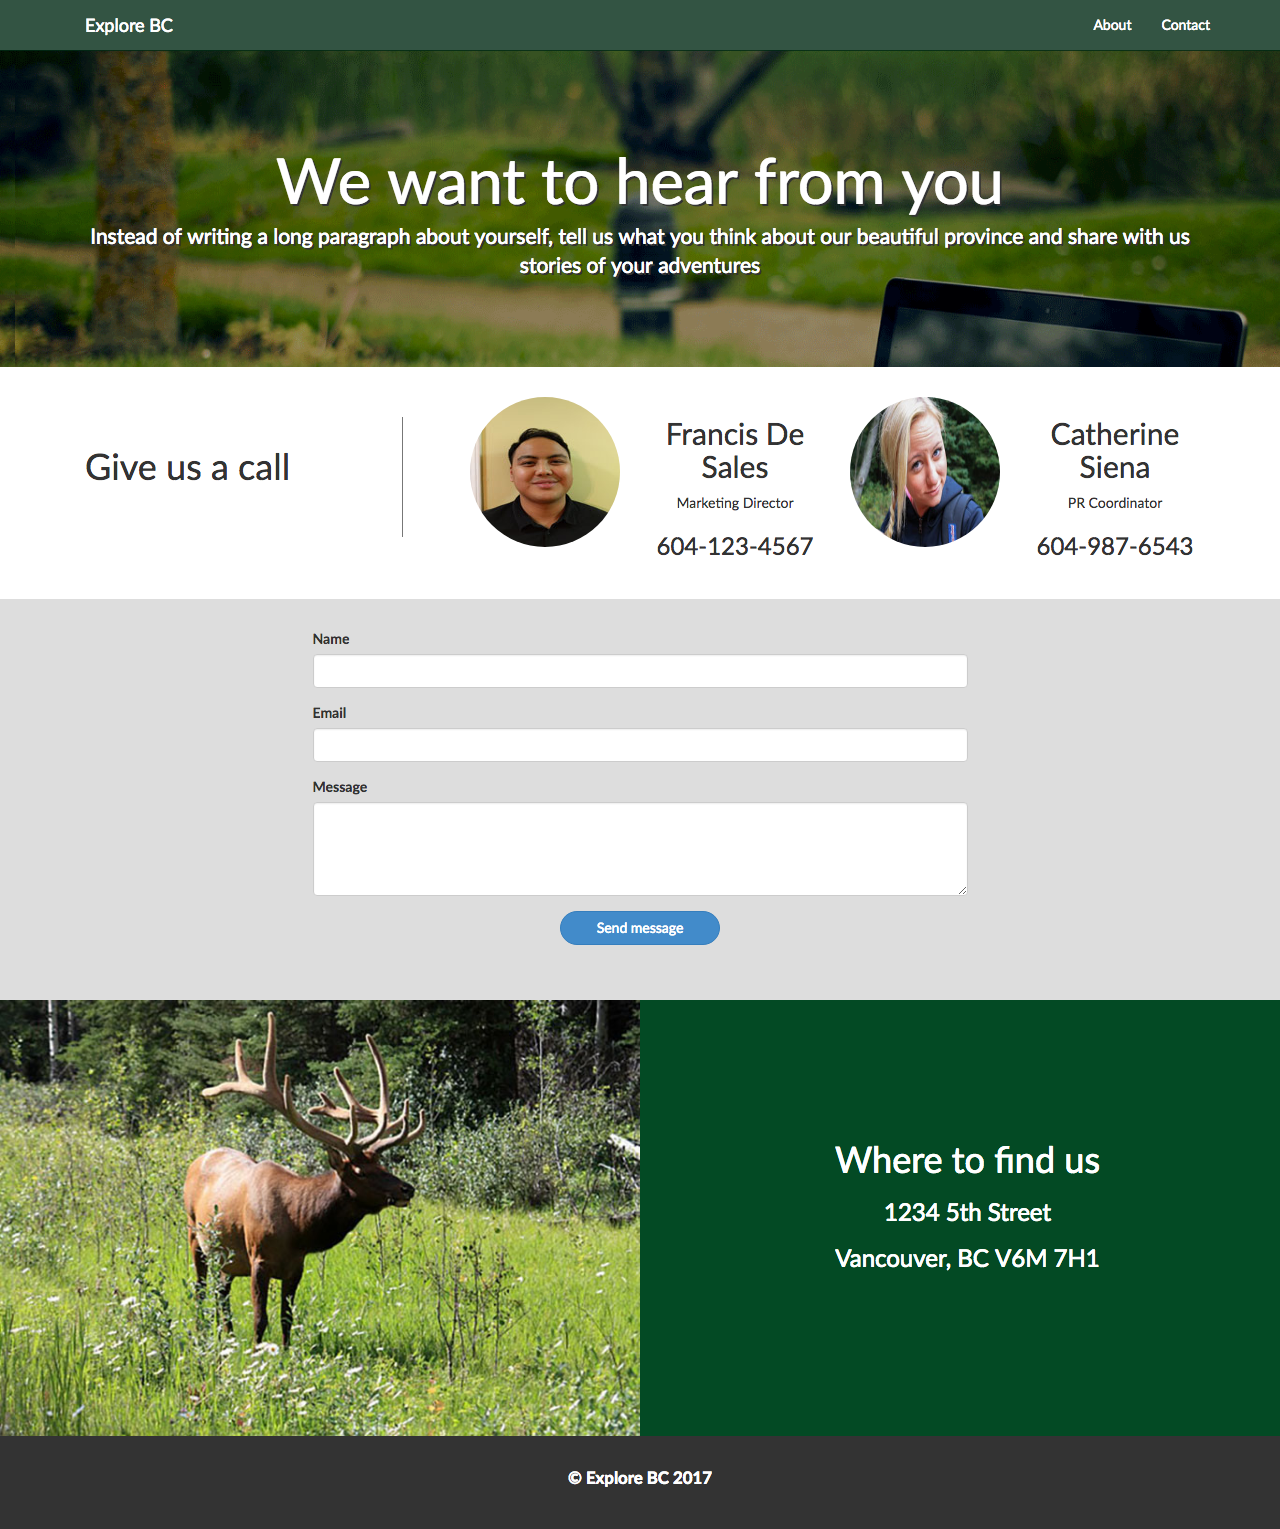 Explore BC
About
Contact
We want to hear from you
Instead of writing a long paragraph about yourself, tell us what you think about our beautiful province and share with us
stories of your adventures
Give us a call
Francis De
Sales
Marketing Director
604-123-4567
Catherine
Siena
PR Coordinator
604-987-6543
Name
Email
Message
Send message
Where to find us
1234 5th Street
Vancouver, BC V6M 7H1
© Explore BC 2017